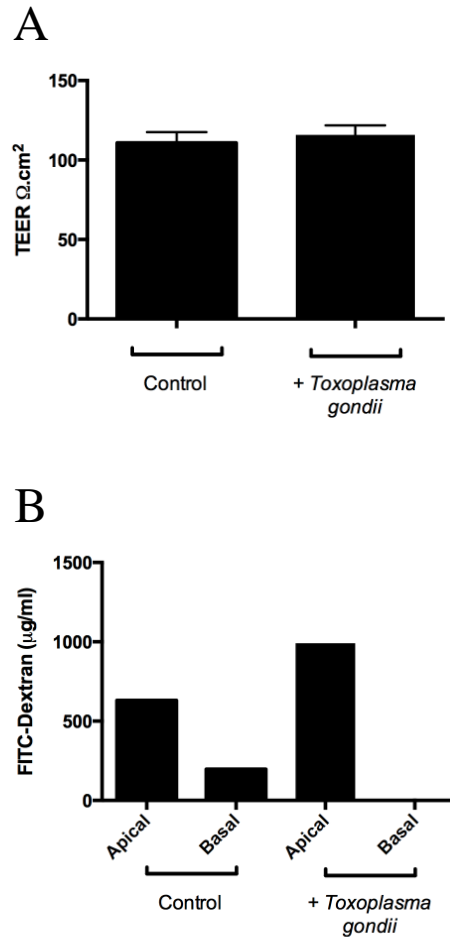 A
TEER Ω.cm²
150
100
50
0
Control
+ Toxoplasma
gondii
B
FITC-Dextran (μg/ml)
1500
1000
500
0
Apical
Basal
Apical
Basal
Control
+ Toxoplasma
gondii